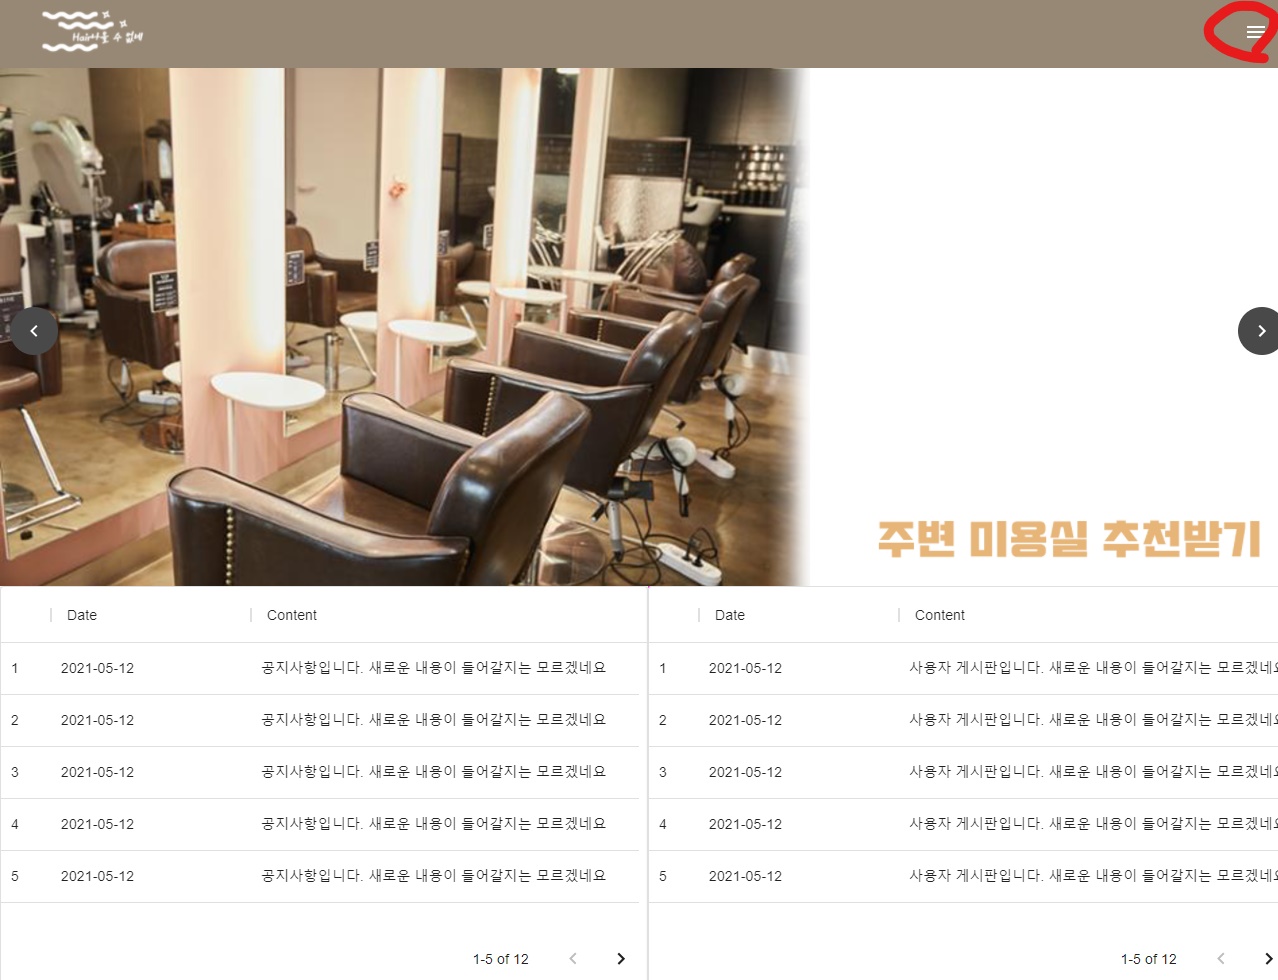 Hair나올 수 없네
주변 미용실 추천받기
Date Content
1 2021-05-12 공지사항입니다. 새로운 내용이 들어갈지는 모르겠네요
2 2021-05-12 공지사항입니다. 새로운 내용이 들어갈지는 모르겠네요
3 2021-05-12 공지사항입니다. 새로운 내용이 들어갈지는 모르겠네요
4 2021-05-12 공지사항입니다. 새로운 내용이 들어갈지는 모르겠네요
5 2021-05-12 공지사항입니다. 새로운 내용이 들어갈지는 모르겠네요
1-5 of 12
Date Content
1 2021-05-12 사용자 게시판입니다. 새로운 내용이 들어갈지는 모르겠네요
2 2021-05-12 사용자 게시판입니다. 새로운 내용이 들어갈지는 모르겠네요
3 2021-05-12 사용자 게시판입니다. 새로운 내용이 들어갈지는 모르겠네요
4 2021-05-12 사용자 게시판입니다. 새로운 내용이 들어갈지는 모르겠네요
5 2021-05-12 사용자 게시판입니다. 새로운 내용이 들어갈지는 모르겠네요
1-5 of 12